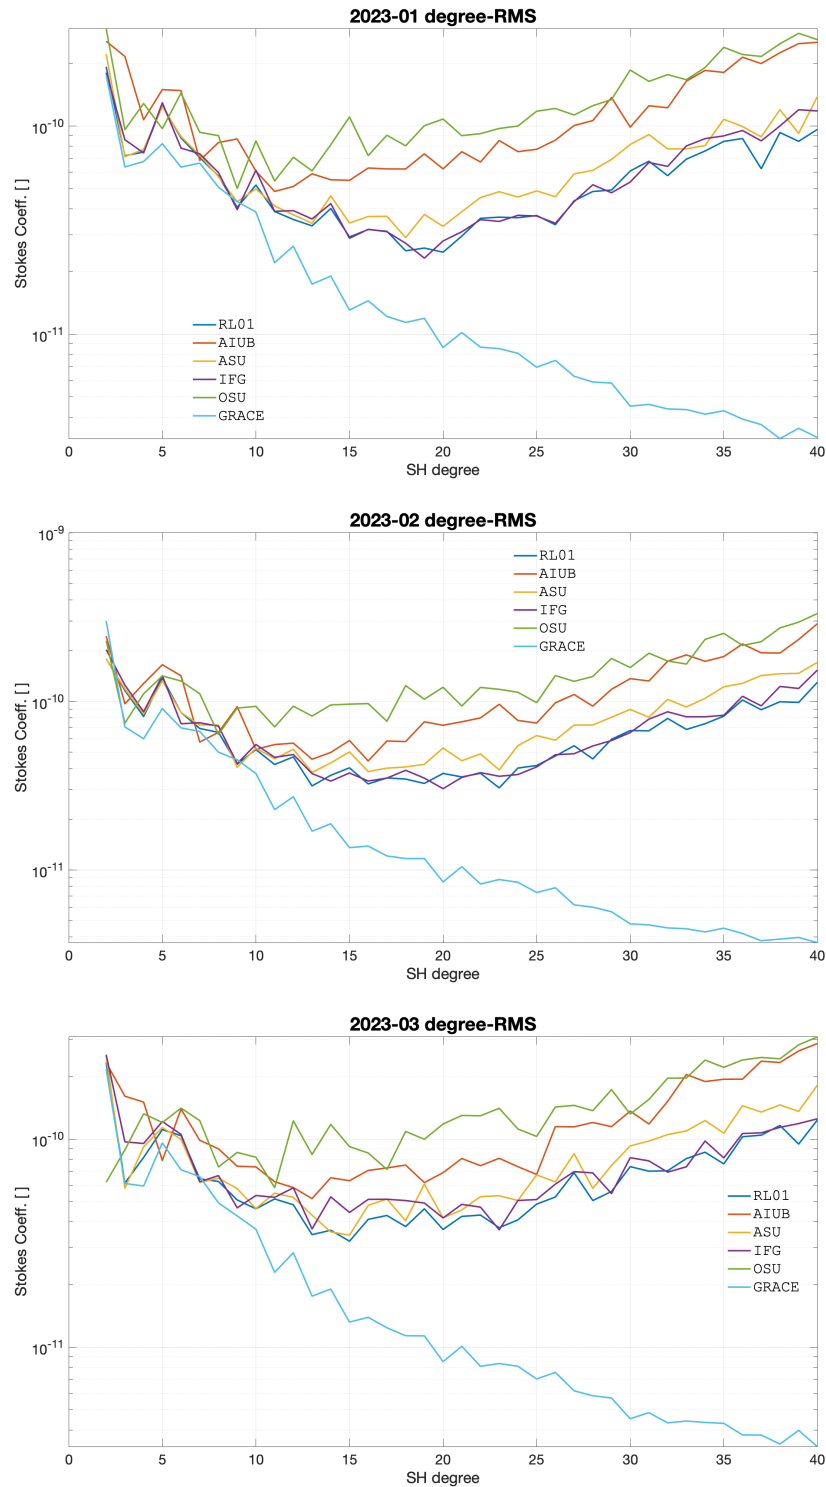 2023-01 degree-RMS
Stokes Coeff. [ ]
10^-10
10^-11
RL01
AIUB
ASU
IFG
OSU
GRACE
0 5 10 15 20 25 30 35 40
SH degree
2023-02 degree-RMS
Stokes Coeff. [ ]
10^-9
10^-10
10^-11
RL01
AIUB
ASU
IFG
OSU
GRACE
0 5 10 15 20 25 30 35 40
SH degree
2023-03 degree-RMS
Stokes Coeff. [ ]
10^-10
10^-11
RL01
AIUB
ASU
IFG
OSU
GRACE
0 5 10 15 20 25 30 35 40
SH degree